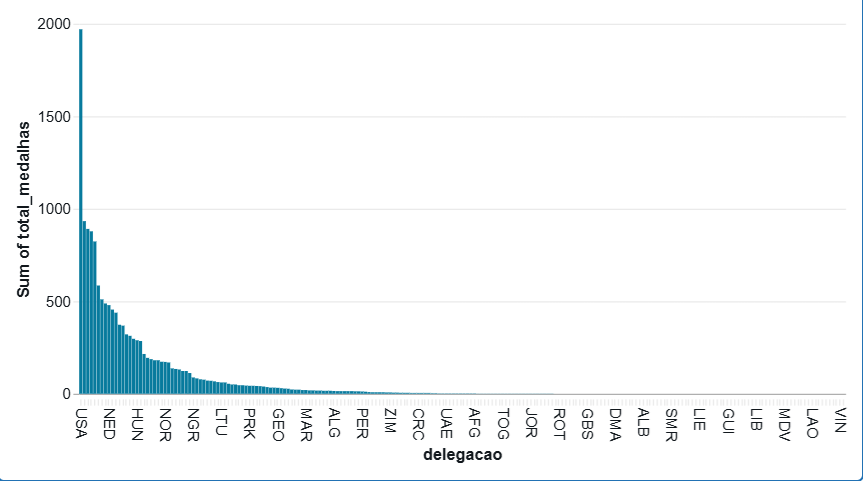 2000
1500
1000
500
0
Sum of total_medalhas
USA NED HUN NOR NGR LTU PRK GEO MAR ALG PER ZIM CRC UAE AFG TOG JOR ROT GBS DMA ALB SMR LIE GUI LIB MDV LAO VIN
delegacao